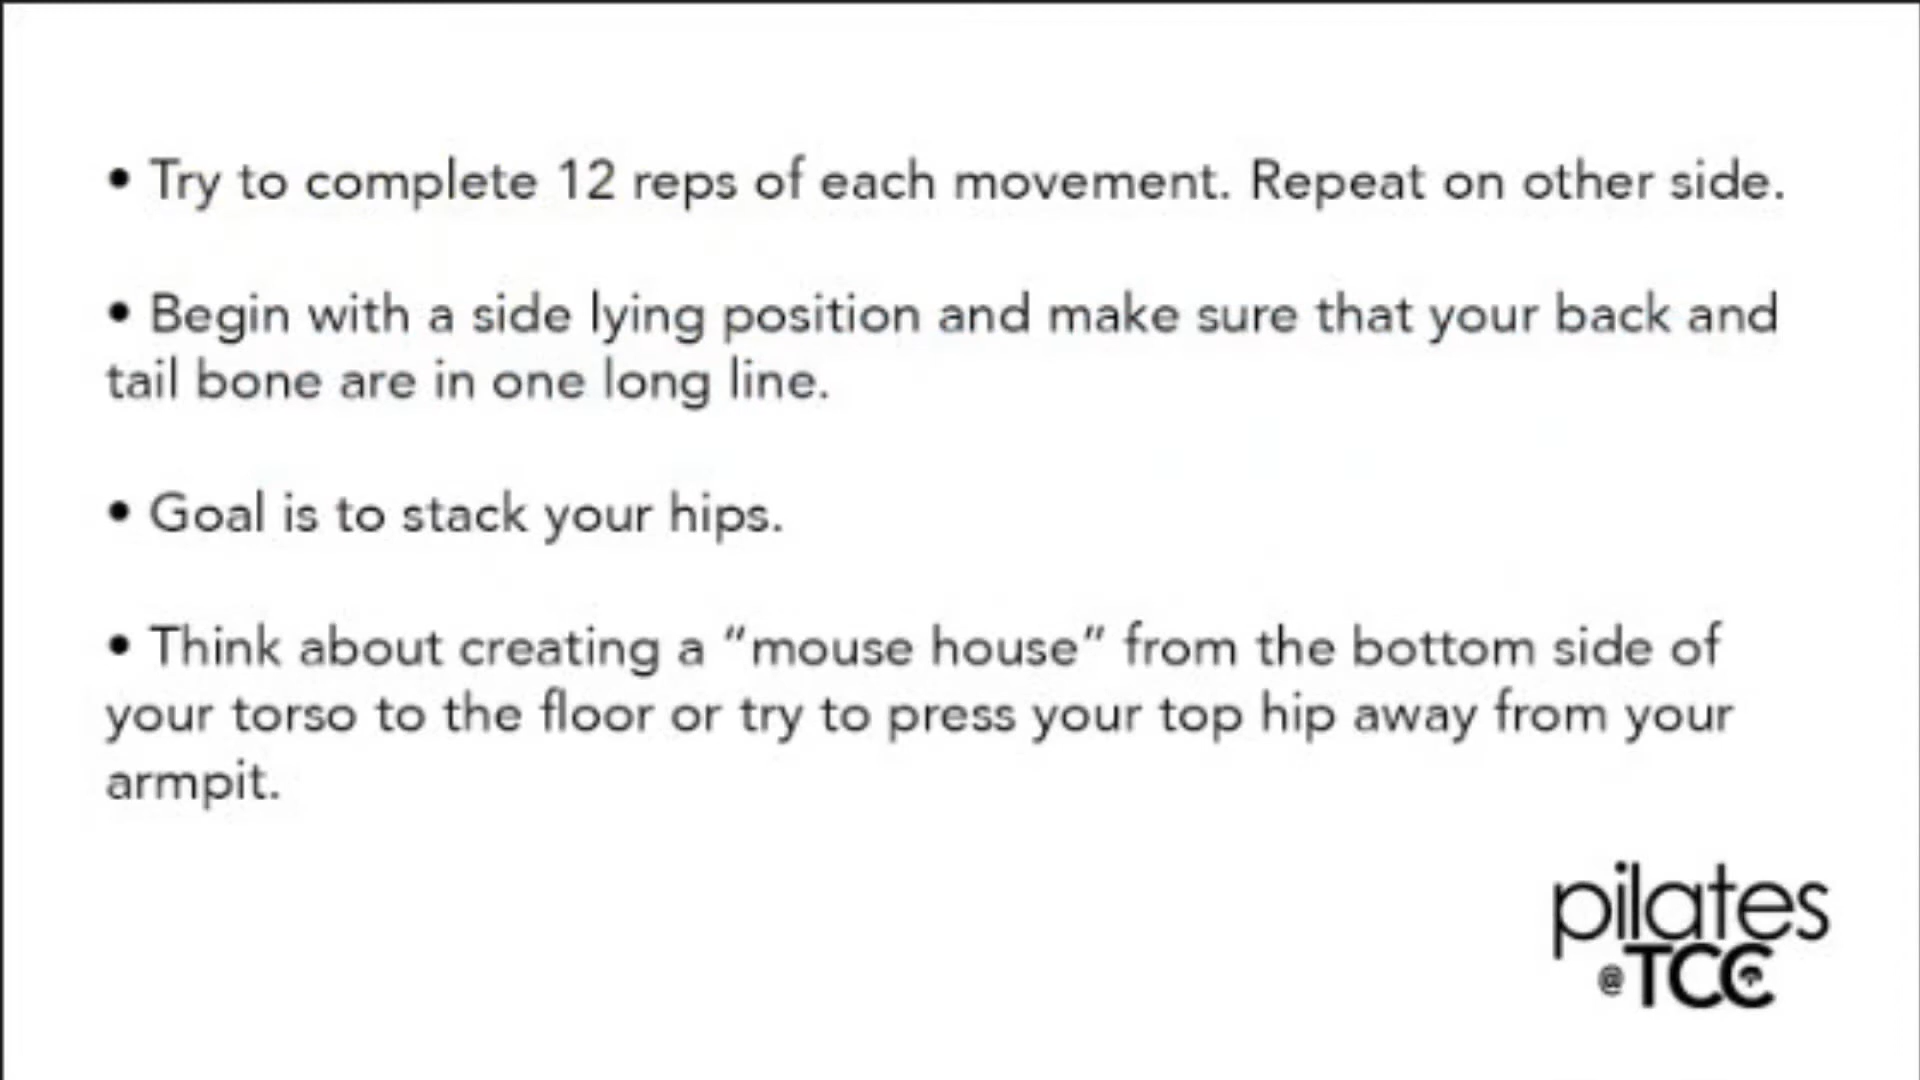 • Try to complete 12 reps of each movement. Repeat on other side.
• Begin with a side lying position and make sure that your back and
tail bone are in one long line.
• Goal is to stack your hips.
• Think about creating a “mouse house” from the bottom side of
your torso to the floor or try to press your top hip away from your
armpit.
pilates
@TCC